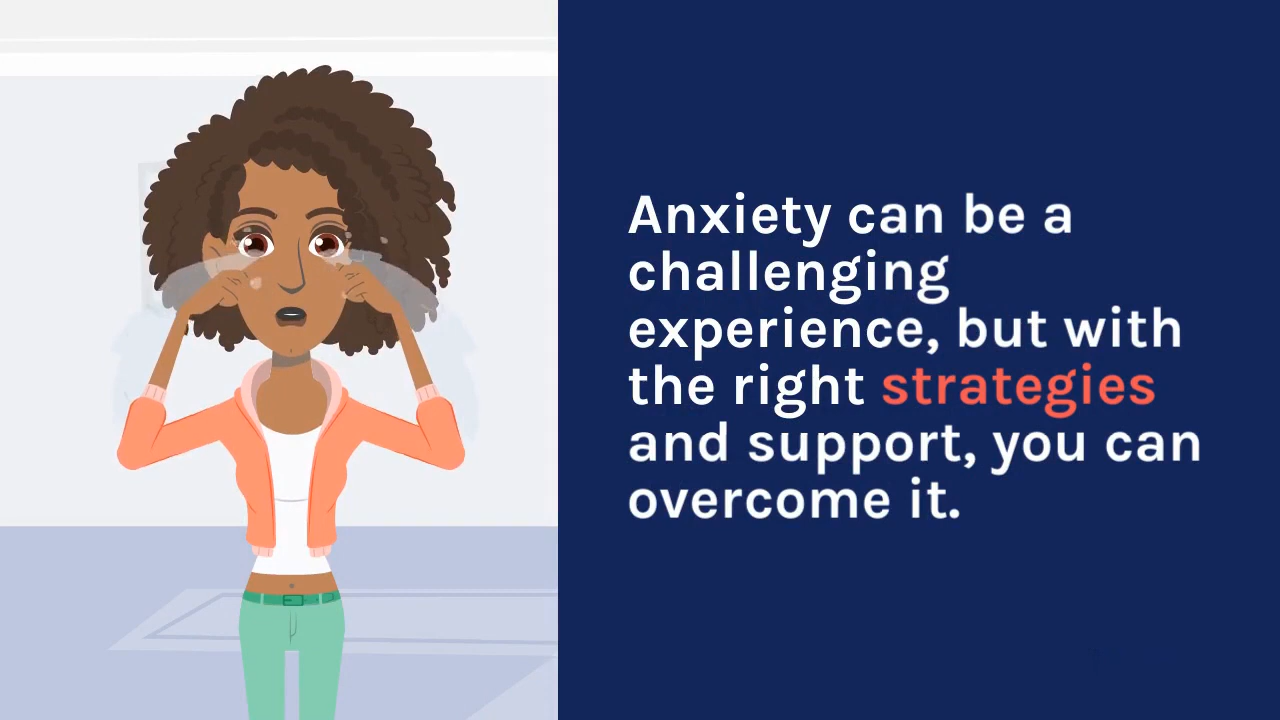 Anxiety can be a
challenging
experience, but with
the right strategies
and support, you can
overcome it.